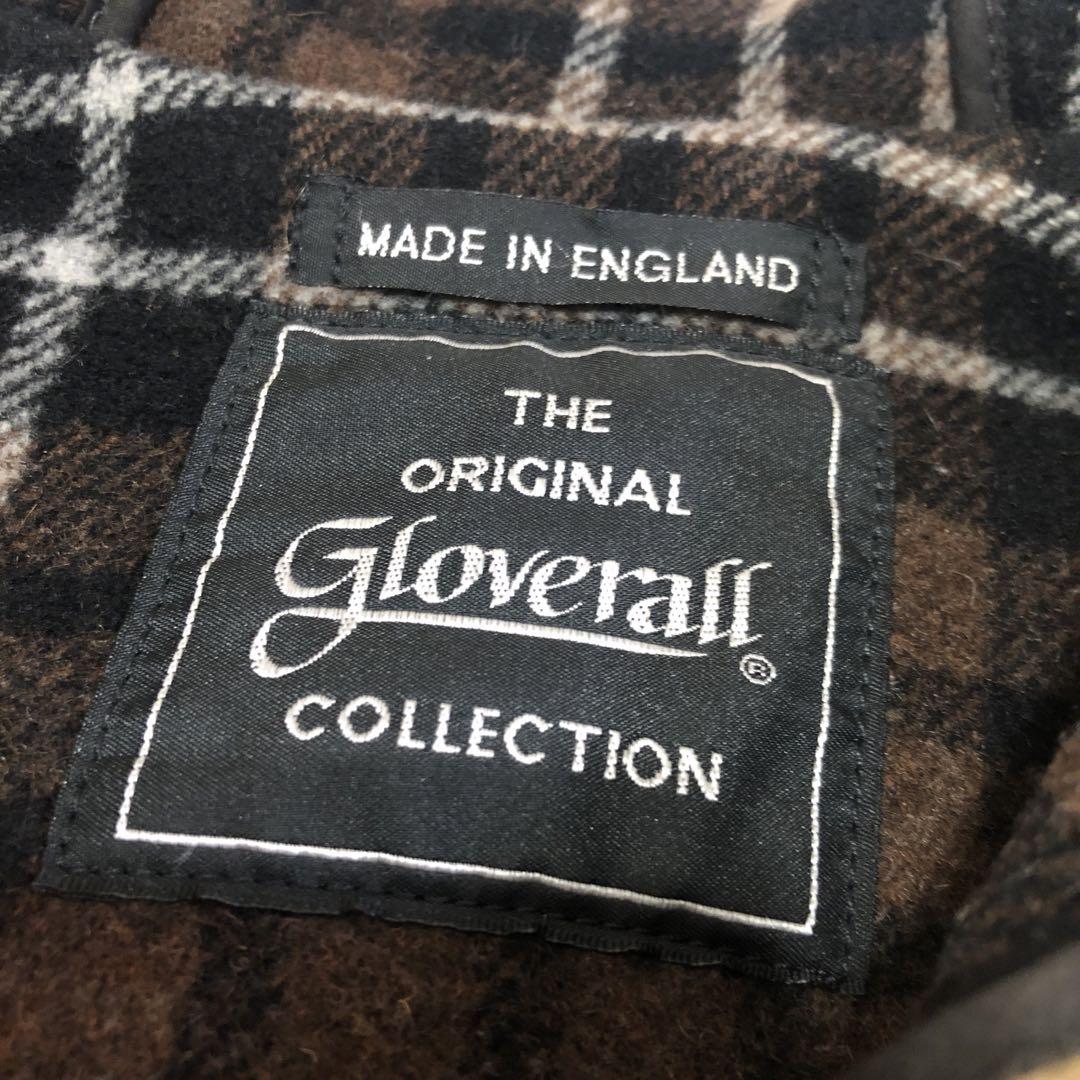 MADE IN ENGLAND
THE
ORIGINAL
Gloverall®
COLLECTION